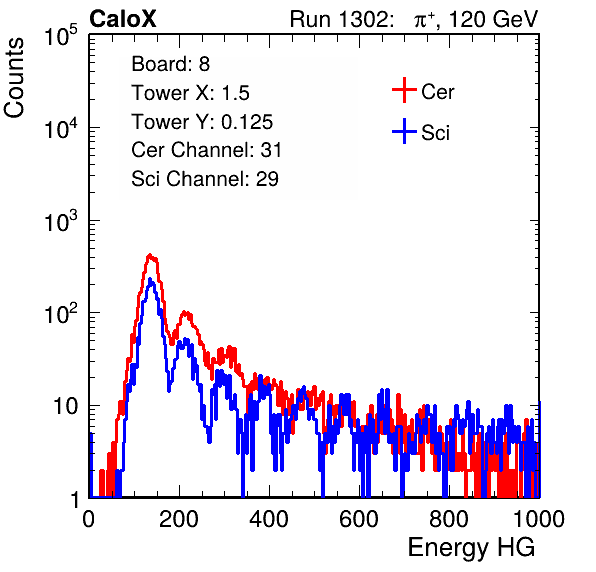 CaloX Run 1302: π⁺, 120 GeV
Board: 8
Tower X: 1.5
Tower Y: 0.125
Cer Channel: 31
Sci Channel: 29
Cer
Sci
Counts
10⁵
10⁴
10³
10²
10
1
0 200 400 600 800 1000
Energy HG